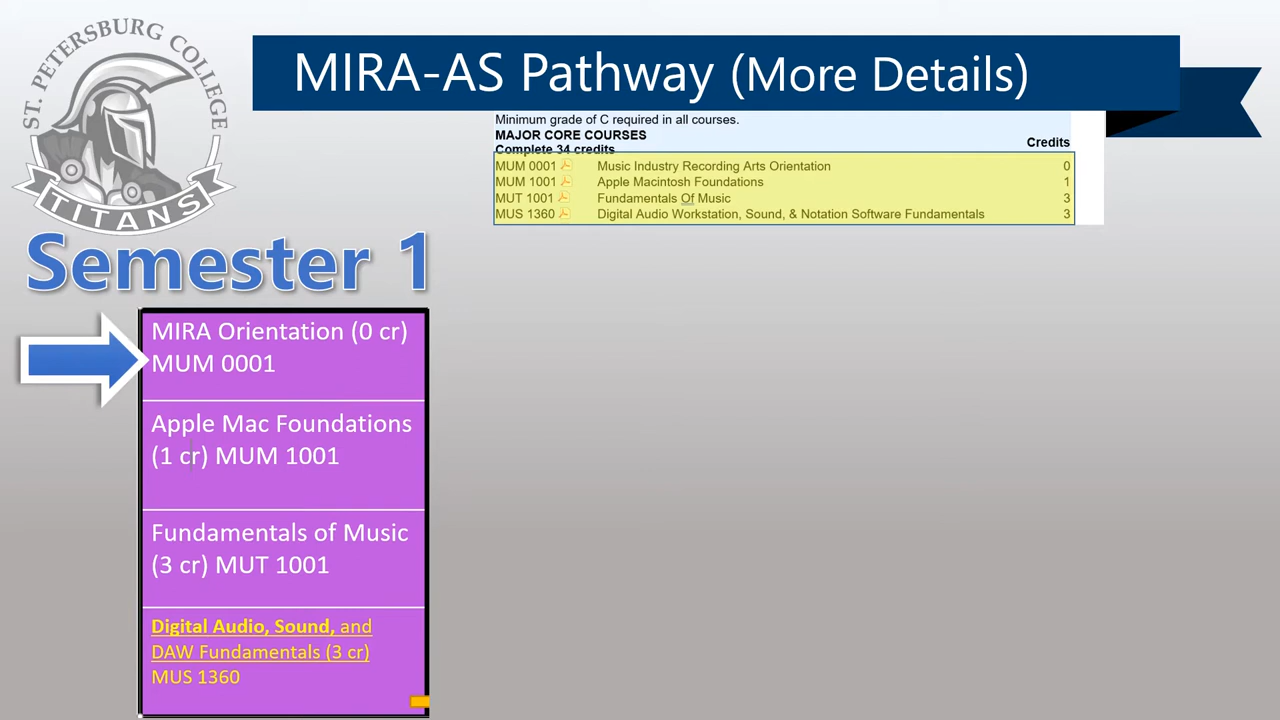 ST. PETERSBURG COLLEGE
TITANS
MIRA-AS Pathway (More Details)
Minimum grade of C required in all courses.
MAJOR CORE COURSES
Complete 34 credits Credits
MUM 0001 Music Industry Recording Arts Orientation 0
MUM 1001 Apple Macintosh Foundations 1
MUT 1001 Fundamentals Of Music 3
MUS 1360 Digital Audio Workstation, Sound, & Notation Software Fundamentals 3
Semester 1
MIRA Orientation (0 cr)
MUM 0001
Apple Mac Foundations
(1 cr) MUM 1001
Fundamentals of Music
(3 cr) MUT 1001
Digital Audio, Sound, and
DAW Fundamentals (3 cr)
MUS 1360